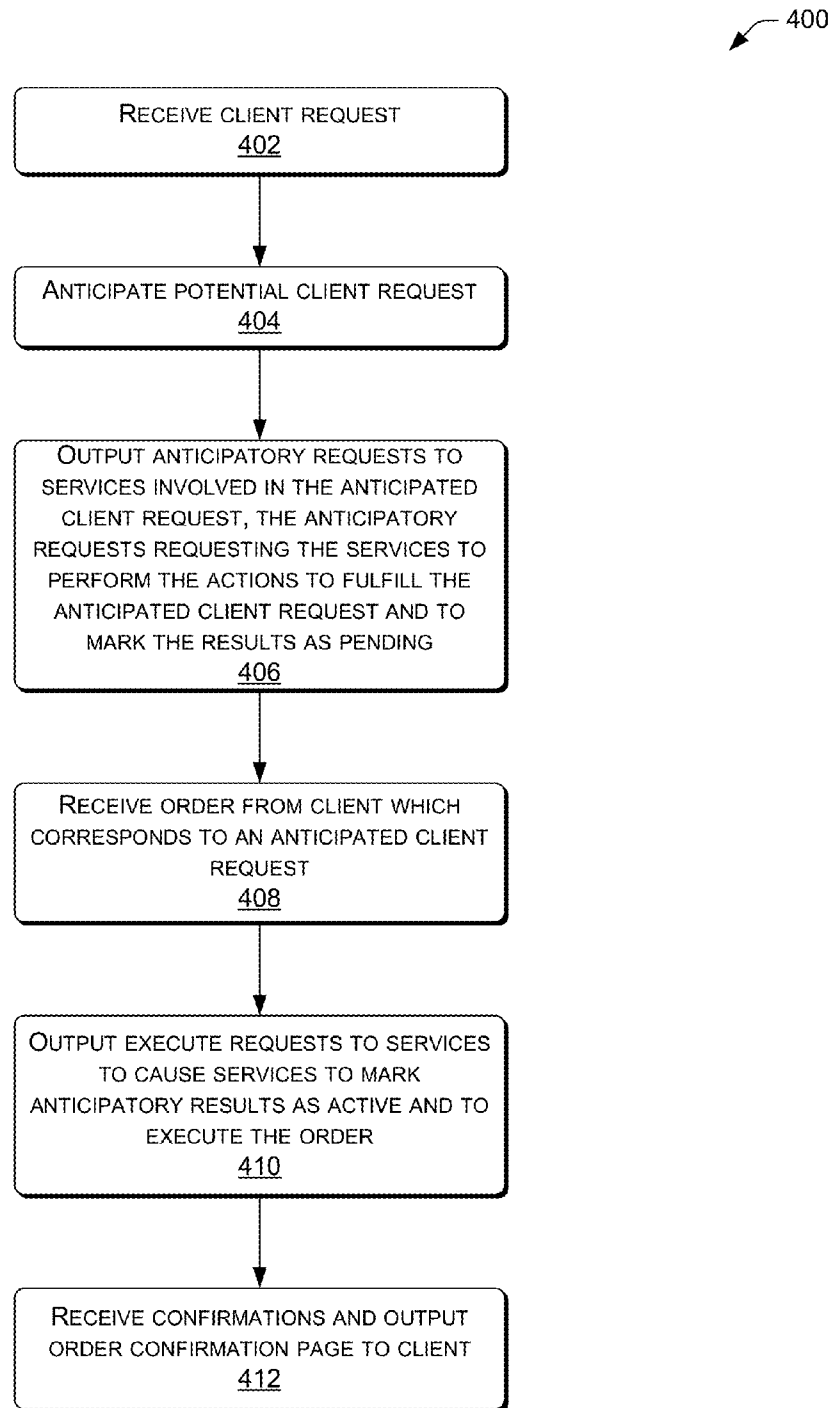 400
RECEIVE CLIENT REQUEST
402
ANTICIPATE POTENTIAL CLIENT REQUEST
404
OUTPUT ANTICIPATORY REQUESTS TO
SERVICES INVOLVED IN THE ANTICIPATED
CLIENT REQUEST, THE ANTICIPATORY
REQUESTS REQUESTING THE SERVICES TO
PERFORM THE ACTIONS TO FULFILL THE
ANTICIPATED CLIENT REQUEST AND TO
MARK THE RESULTS AS PENDING
406
RECEIVE ORDER FROM CLIENT WHICH
CORRESPONDS TO AN ANTICIPATED CLIENT
REQUEST
408
OUTPUT EXECUTE REQUESTS TO SERVICES
TO CAUSE SERVICES TO MARK
ANTICIPATORY RESULTS AS ACTIVE AND TO
EXECUTE THE ORDER
410
RECEIVE CONFIRMATIONS AND OUTPUT
ORDER CONFIRMATION PAGE TO CLIENT
412